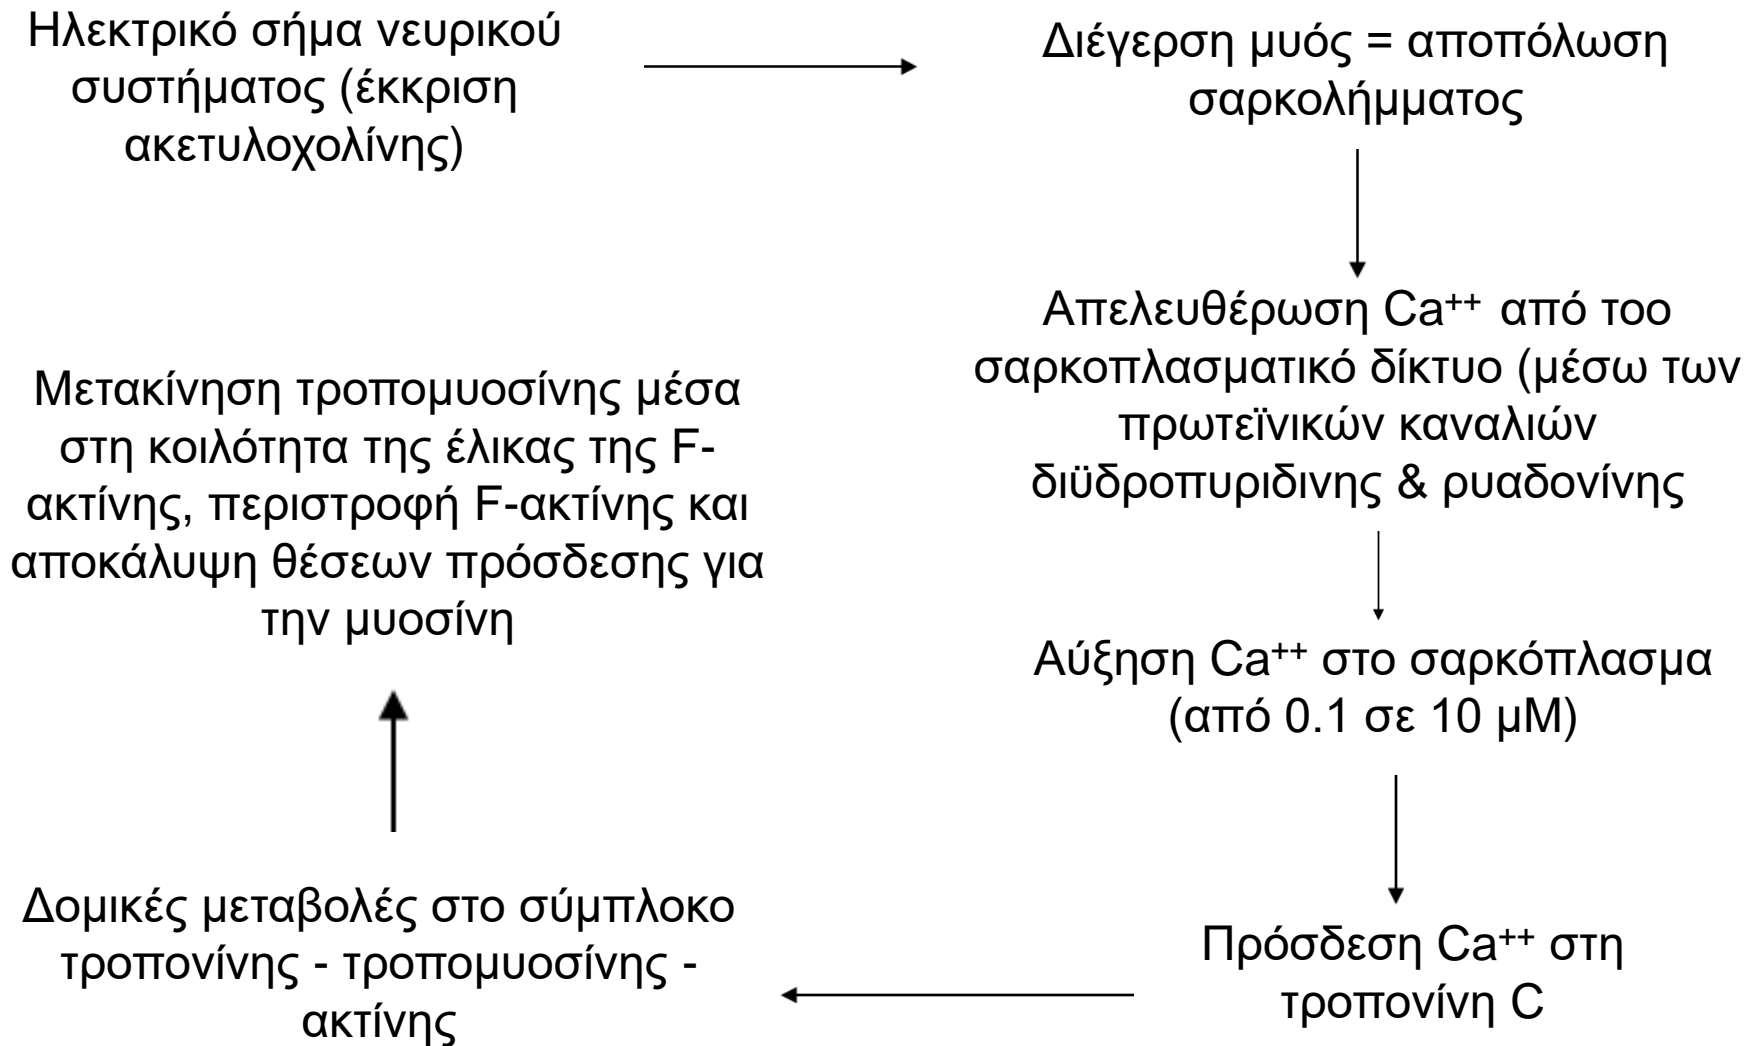 Ηλεκτρικό σήμα νευρικού
συστήματος (έκκριση
ακετυλοχολίνης)
Διέγερση μυός = αποπόλωση
σαρκολήμματος
Απελευθέρωση Ca⁺⁺ από τοο
σαρκοπλασματικό δίκτυο (μέσω των
πρωτεϊνικών καναλιών
διϋδροπυριδινης & ρυαδονίνης
Αύξηση Ca⁺⁺ στο σαρκόπλασμα
(από 0.1 σε 10 μΜ)
Πρόσδεση Ca⁺⁺ στη
τροπονίνη C
Δομικές μεταβολές στο σύμπλοκο
τροπονίνης - τροπομυοσίνης -
ακτίνης
Μετακίνηση τροπομυοσίνης μέσα
στη κοιλότητα της έλικας της F-
ακτίνης, περιστροφή F-ακτίνης και
αποκάλυψη θέσεων πρόσδεσης για
την μυοσίνη